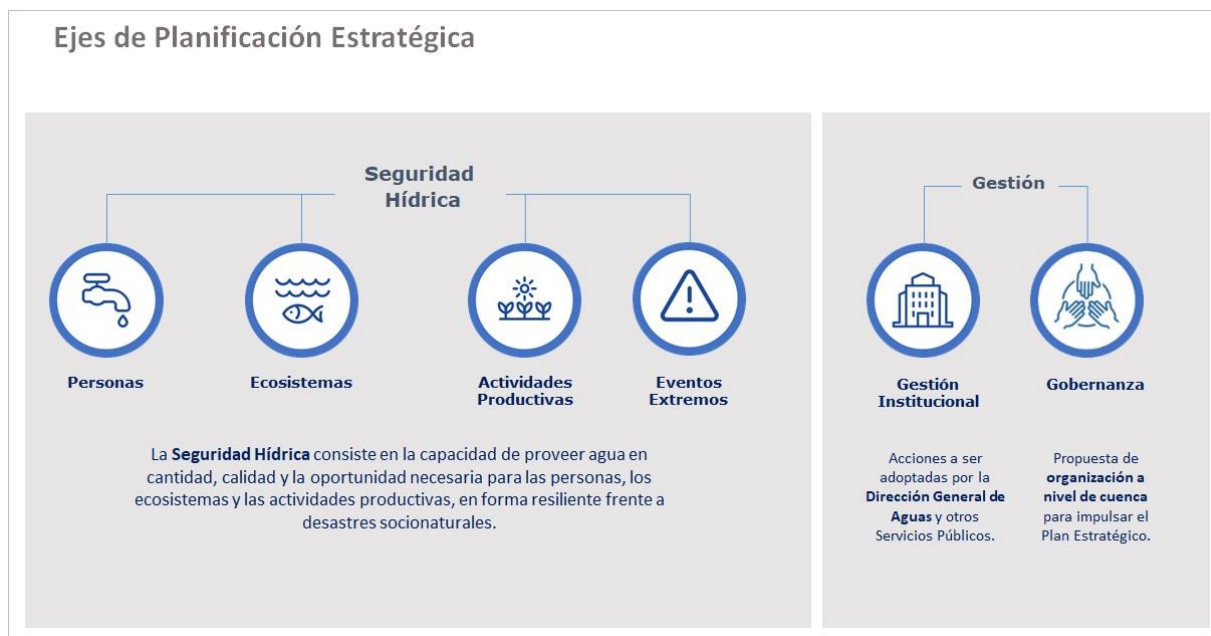 Ejes de Planificación Estratégica
Seguridad
Hídrica
Personas
Ecosistemas
Actividades
Productivas
Eventos
Extremos
La Seguridad Hídrica consiste en la capacidad de proveer agua en
cantidad, calidad y la oportunidad necesaria para las personas, los
ecosistemas y las actividades productivas, en forma resiliente frente a
desastres socionaturales.
Gestión
Gestión
Institucional
Gobernanza
Acciones a ser
adoptadas por la
Dirección General de
Aguas y otros
Servicios Públicos.
Propuesta de
organización a
nivel de cuenca
para impulsar el
Plan Estratégico.